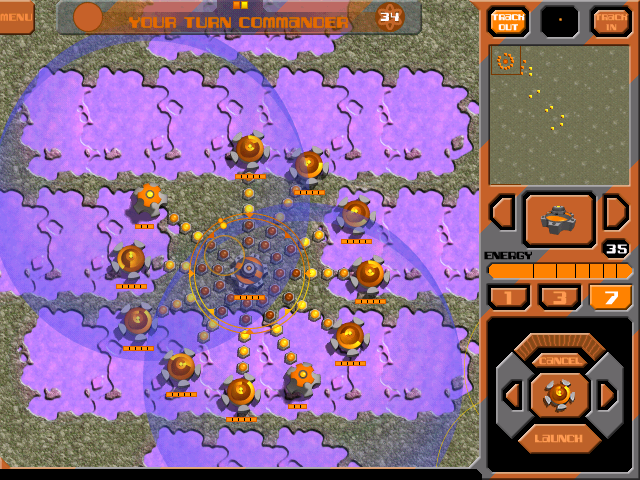 MENU
YOUR TURN COMMANDER
34
TRACK OUT
TRACK IN
35
ENERGY
1 3 7
CANCEL
LAUNCH